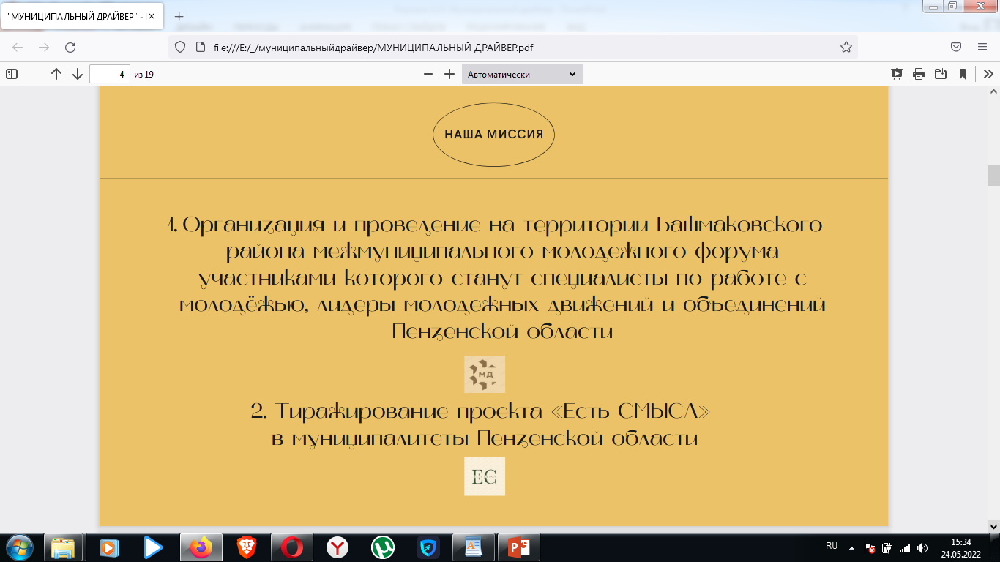 "МУНИЦИПАЛЬНЫЙ ДРАЙВЕР" -
file:///E:/_/муниципальныйдрайвер/МУНИЦИПАЛЬНЫЙ ДРАЙВЕР.pdf
4 из 19
Автоматически
НАША МИССИЯ
1. Организация и проведение на территории Башмаковского
района межмуниципального молодежного форума
участниками которого станут специалисты по работе с
молодёжью, лидеры молодежных движений и объединений
Пензенской области
МД
2. Тиражирование проекта «Есть СМЫСЛ»
в муниципалитеты Пензенской области
ЕС
RU
15:34
24.05.2022